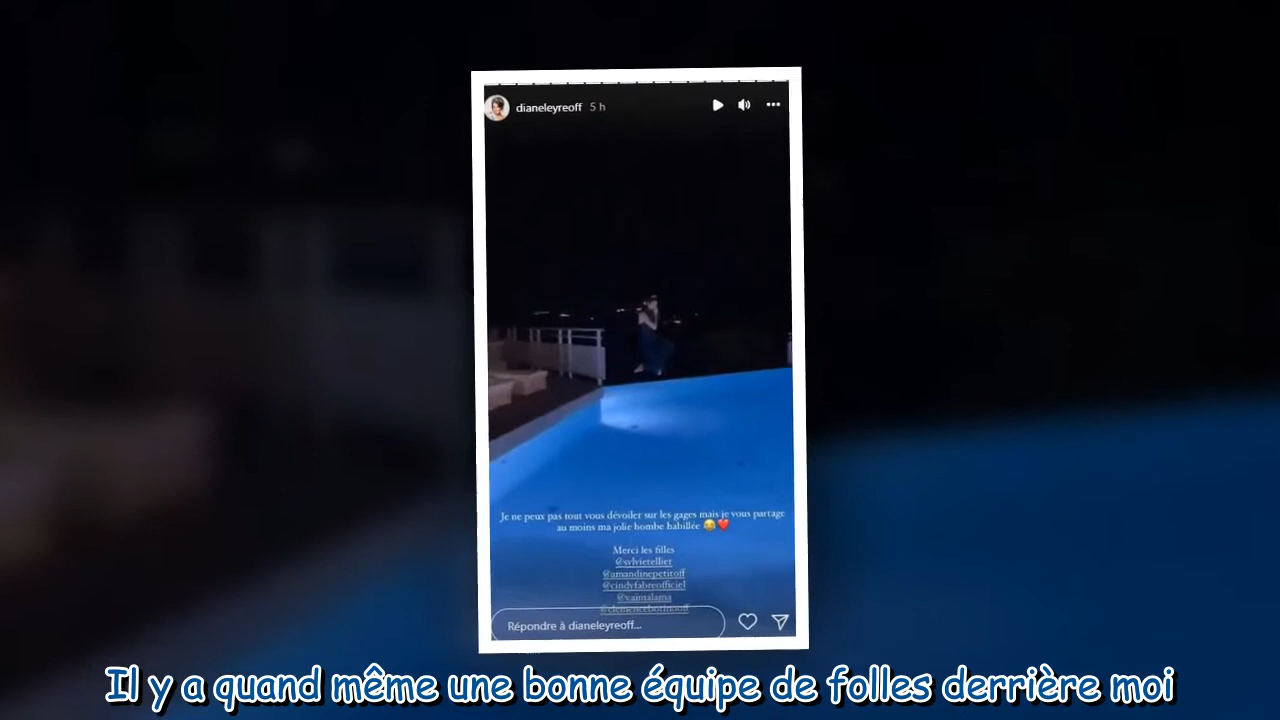 dianeleyreoff 5 h
Je ne peux pas tout vous dévoiler sur les gages mais je vous partage
au moins ma jolie bombe habillée 😂❤️
Merci les filles
@sylvietellier
@amandinepetitoff
@cindyfabreofficiel
@vaimalama
@clemencebotinooff
Répondre à dianeleyreoff...
Il y a quand même une bonne équipe de folles derrière moi